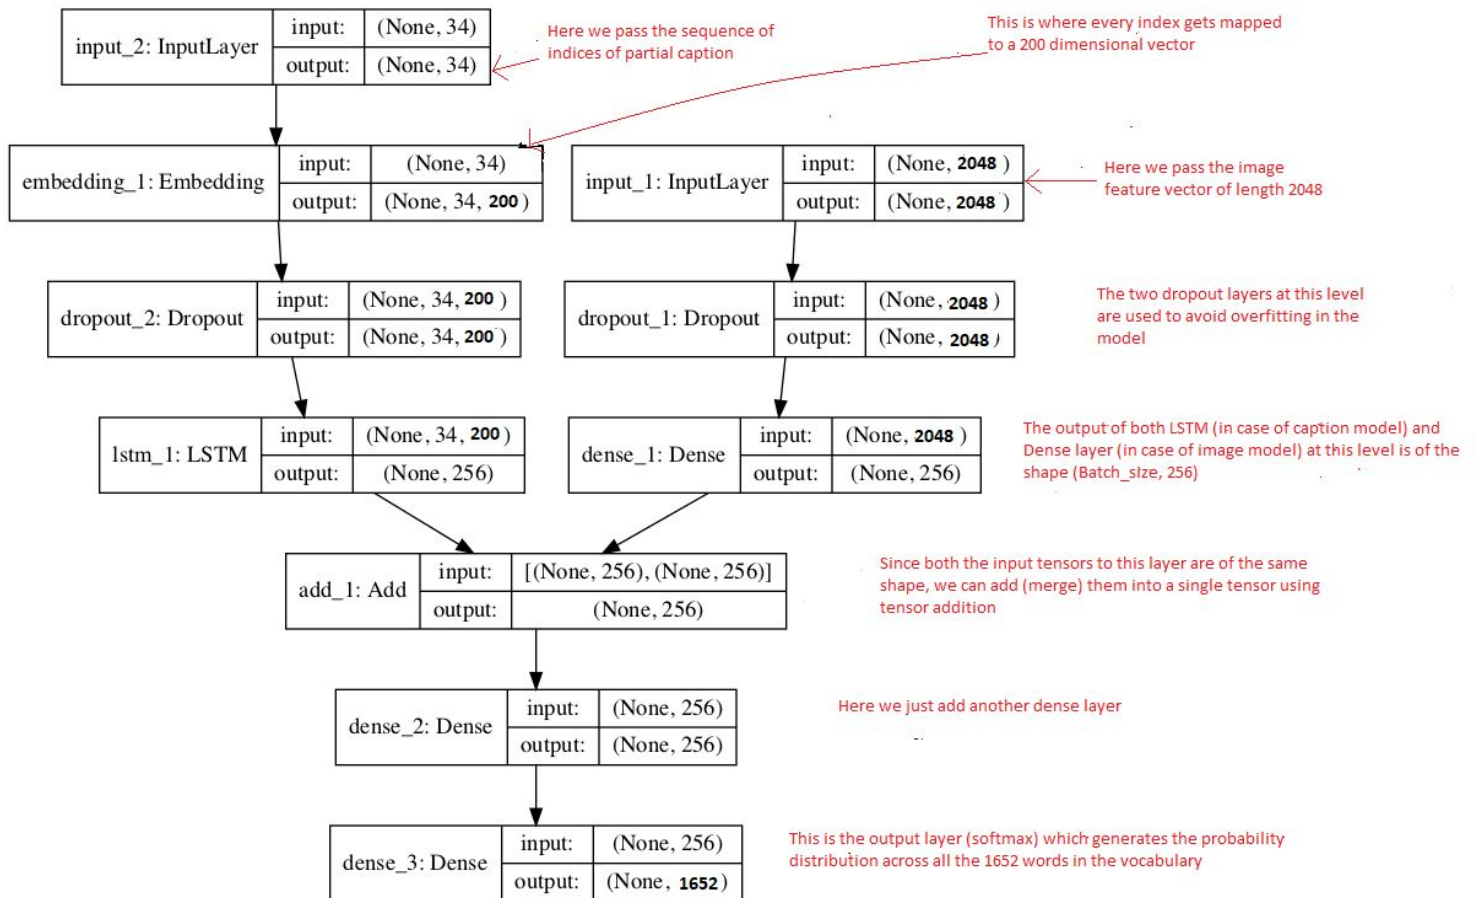 input_2: InputLayer
input:
(None, 34)
output:
(None, 34)
Here we pass the sequence of
indices of partial caption
This is where every index gets mapped
to a 200 dimensional vector
embedding_1: Embedding
input:
(None, 34)
output:
(None, 34, 200)
input_1: InputLayer
input:
(None, 2048 )
output:
(None, 2048 )
Here we pass the image
feature vector of length 2048
dropout_2: Dropout
input:
(None, 34, 200 )
output:
(None, 34, 200 )
dropout_1: Dropout
input:
(None, 2048 )
output:
(None, 2048 )
The two dropout layers at this level
are used to avoid overfitting in the
model
lstm_1: LSTM
input:
(None, 34, 200 )
output:
(None, 256)
dense_1: Dense
input:
(None, 2048 )
output:
(None, 256)
The output of both LSTM (in case of caption model) and
Dense layer (in case of image model) at this level is of the
shape (Batch_sIze, 256)
add_1: Add
input:
[(None, 256), (None, 256)]
output:
(None, 256)
Since both the input tensors to this layer are of the same
shape, we can add (merge) them into a single tensor using
tensor addition
dense_2: Dense
input:
(None, 256)
output:
(None, 256)
Here we just add another dense layer
dense_3: Dense
input:
(None, 256)
output:
(None, 1652 )
This is the output layer (softmax) which generates the probability
distribution across all the 1652 words in the vocabulary